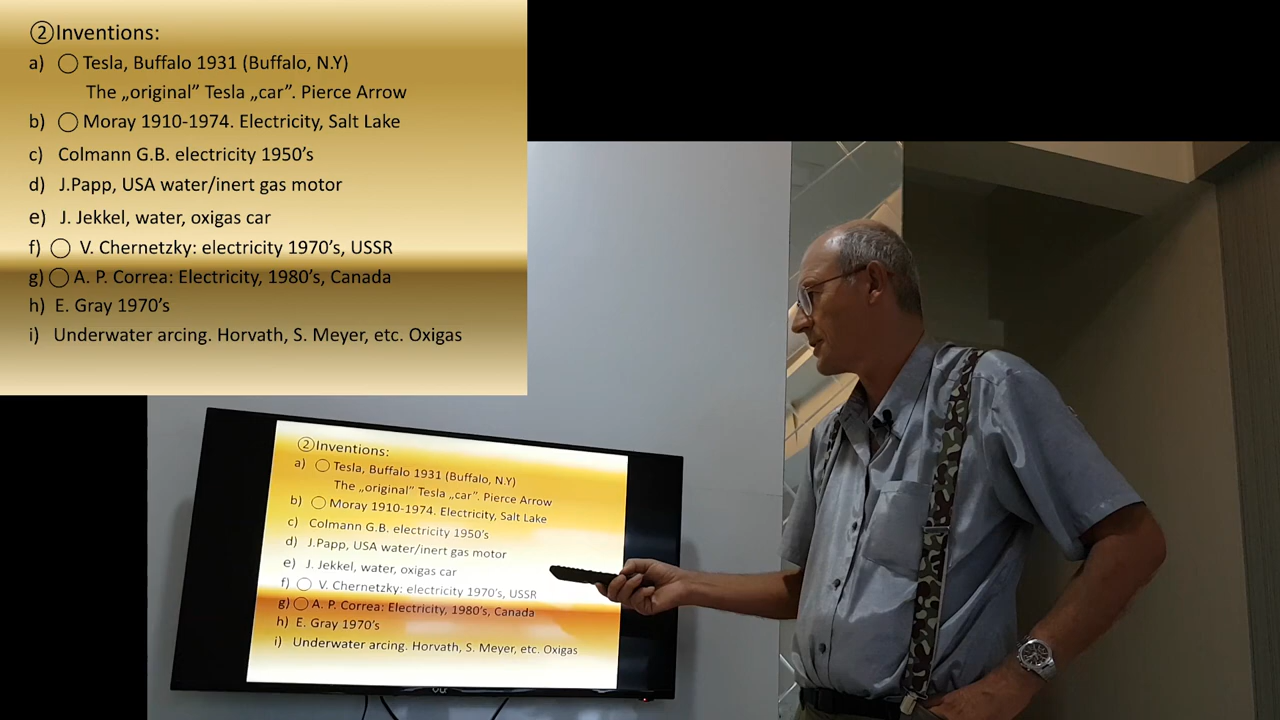 ②Inventions:
a) ◯ Tesla, Buffalo 1931 (Buffalo, N.Y)
The „original” Tesla „car”. Pierce Arrow
b) ◯ Moray 1910-1974. Electricity, Salt Lake
c) Colmann G.B. electricity 1950’s
d) J.Papp, USA water/inert gas motor
e) J. Jekkel, water, oxigas car
f) ◯ V. Chernetzky: electricity 1970’s, USSR
g) ◯ A. P. Correa: Electricity, 1980’s, Canada
h) E. Gray 1970’s
i) Underwater arcing. Horvath, S. Meyer, etc. Oxigas
②Inventions:
a) ◯ Tesla, Buffalo 1931 (Buffalo, N.Y)
The „original” Tesla „car”. Pierce Arrow
b) ◯ Moray 1910-1974. Electricity, Salt Lake
c) Colmann G.B. electricity 1950’s
d) J.Papp, USA water/inert gas motor
e) J. Jekkel, water, oxigas car
f) ◯ V. Chernetzky: electricity 1970’s, USSR
g) ◯ A. P. Correa: Electricity, 1980’s, Canada
h) E. Gray 1970’s
i) Underwater arcing. Horvath, S. Meyer, etc. Oxigas